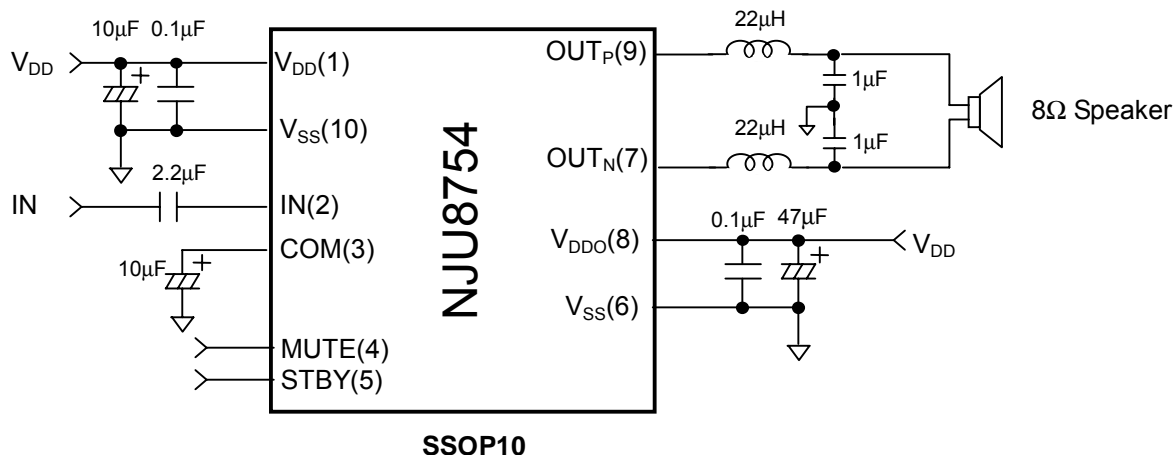 10μF 0.1μF
V_DD
V_DD(1)
V_SS(10)
2.2μF
IN
IN(2)
COM(3)
10μF
MUTE(4)
STBY(5)
NJU8754
22μH
OUT_P(9)
1μF
8Ω Speaker
22μH
1μF
OUT_N(7)
0.1μF 47μF
V_DDO(8)
V_DD
V_SS(6)
SSOP10